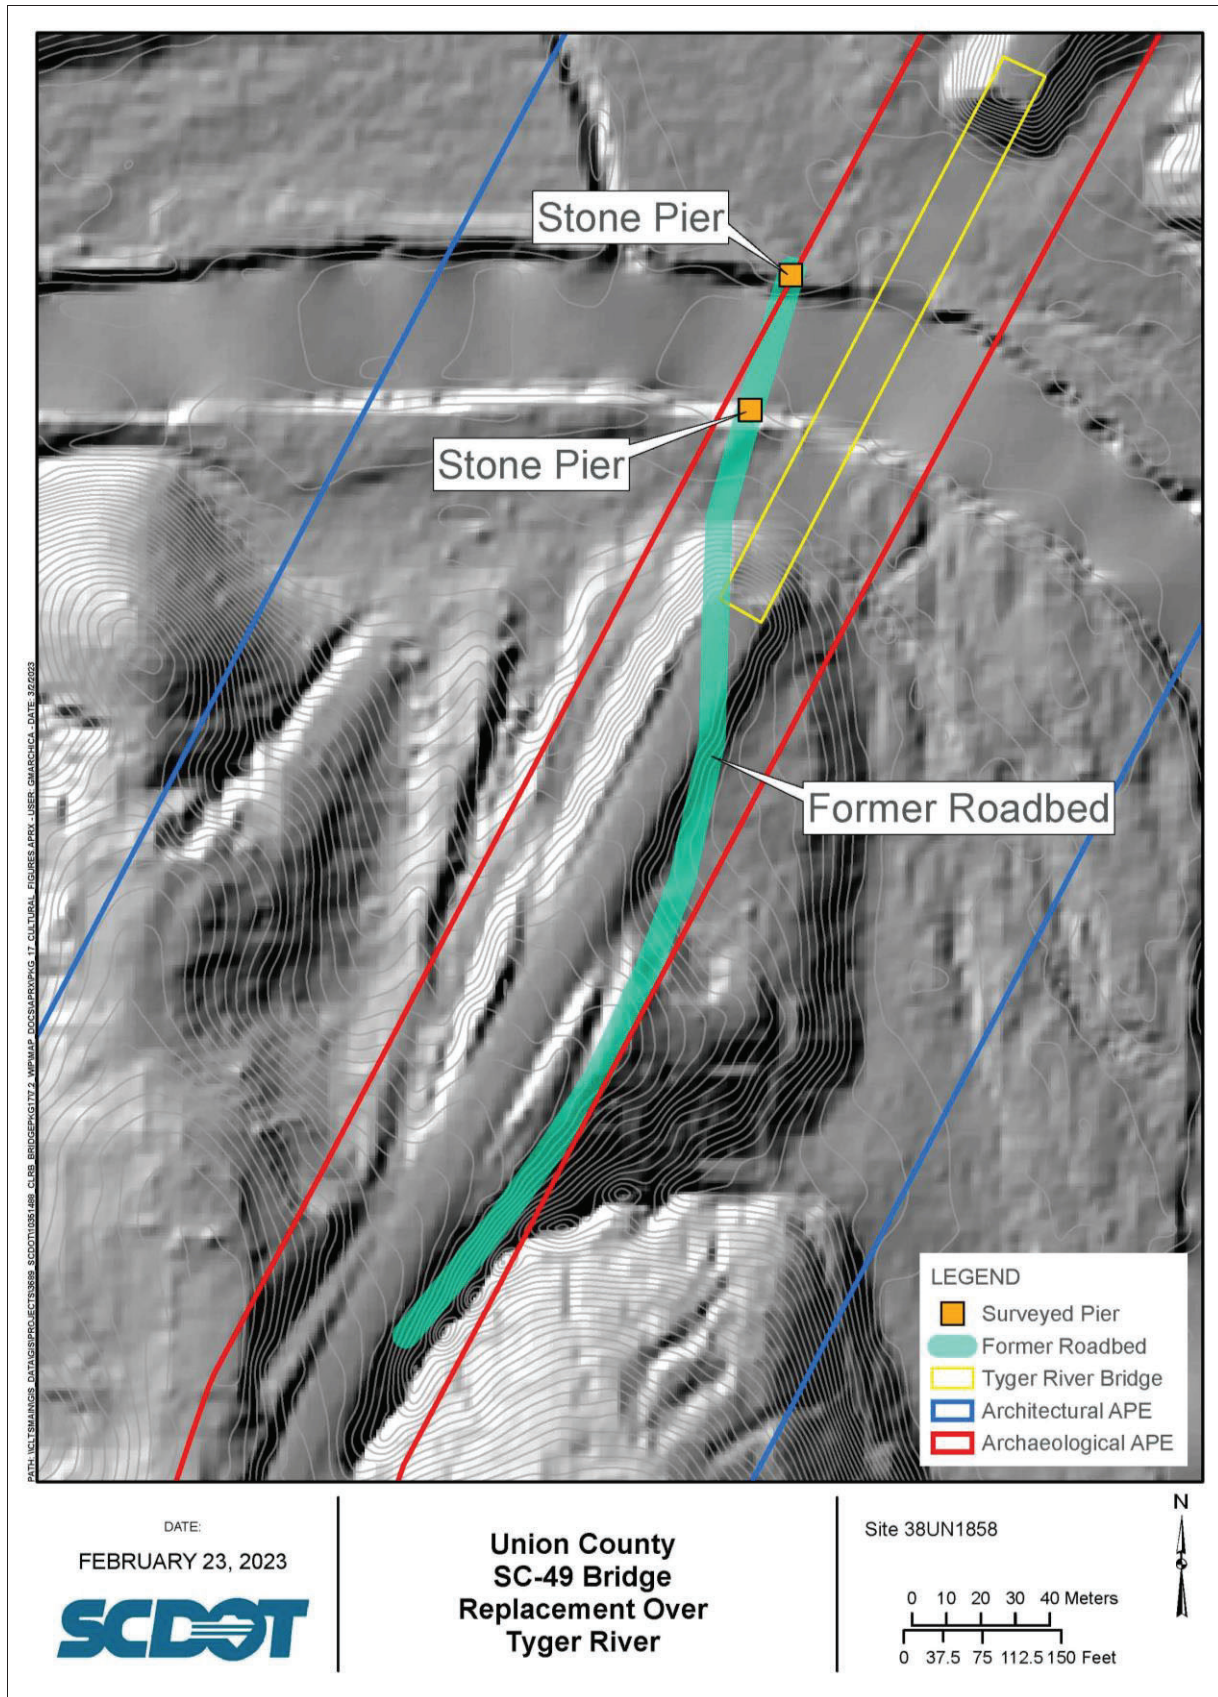 Stone Pier
Stone Pier
Former Roadbed
LEGEND
Surveyed Pier
Former Roadbed
Tyger River Bridge
Architectural APE
Archaeological APE
DATE:
FEBRUARY 23, 2023
SCDOT
Union County
SC-49 Bridge
Replacement Over
Tyger River
Site 38UN1858
N
0 10 20 30 40 Meters
0 37.5 75 112.5 150 Feet